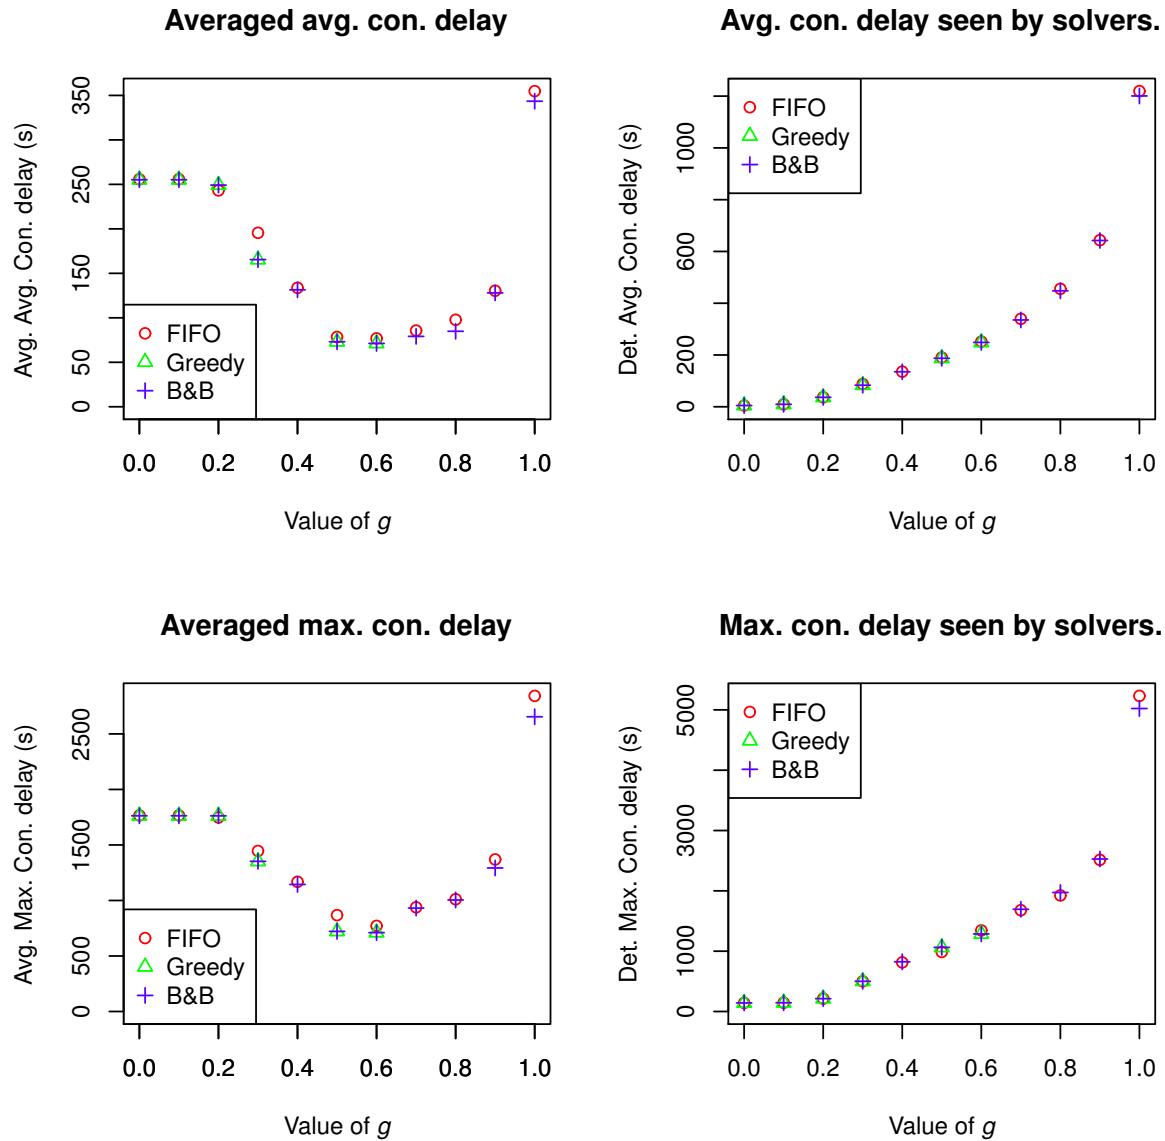 Averaged avg. con. delay
Avg. Avg. Con. delay (s)
350
250
150
50
0
FIFO
Greedy
B&B
0.0 0.2 0.4 0.6 0.8 1.0
Value of g
Avg. con. delay seen by solvers.
Det. Avg. Con. delay (s)
1000
600
200
0
FIFO
Greedy
B&B
0.0 0.2 0.4 0.6 0.8 1.0
Value of g
Averaged max. con. delay
Avg. Max. Con. delay (s)
2500
1500
500
0
FIFO
Greedy
B&B
0.0 0.2 0.4 0.6 0.8 1.0
Value of g
Max. con. delay seen by solvers.
Det. Max. Con. delay (s)
5000
3000
1000
0
FIFO
Greedy
B&B
0.0 0.2 0.4 0.6 0.8 1.0
Value of g